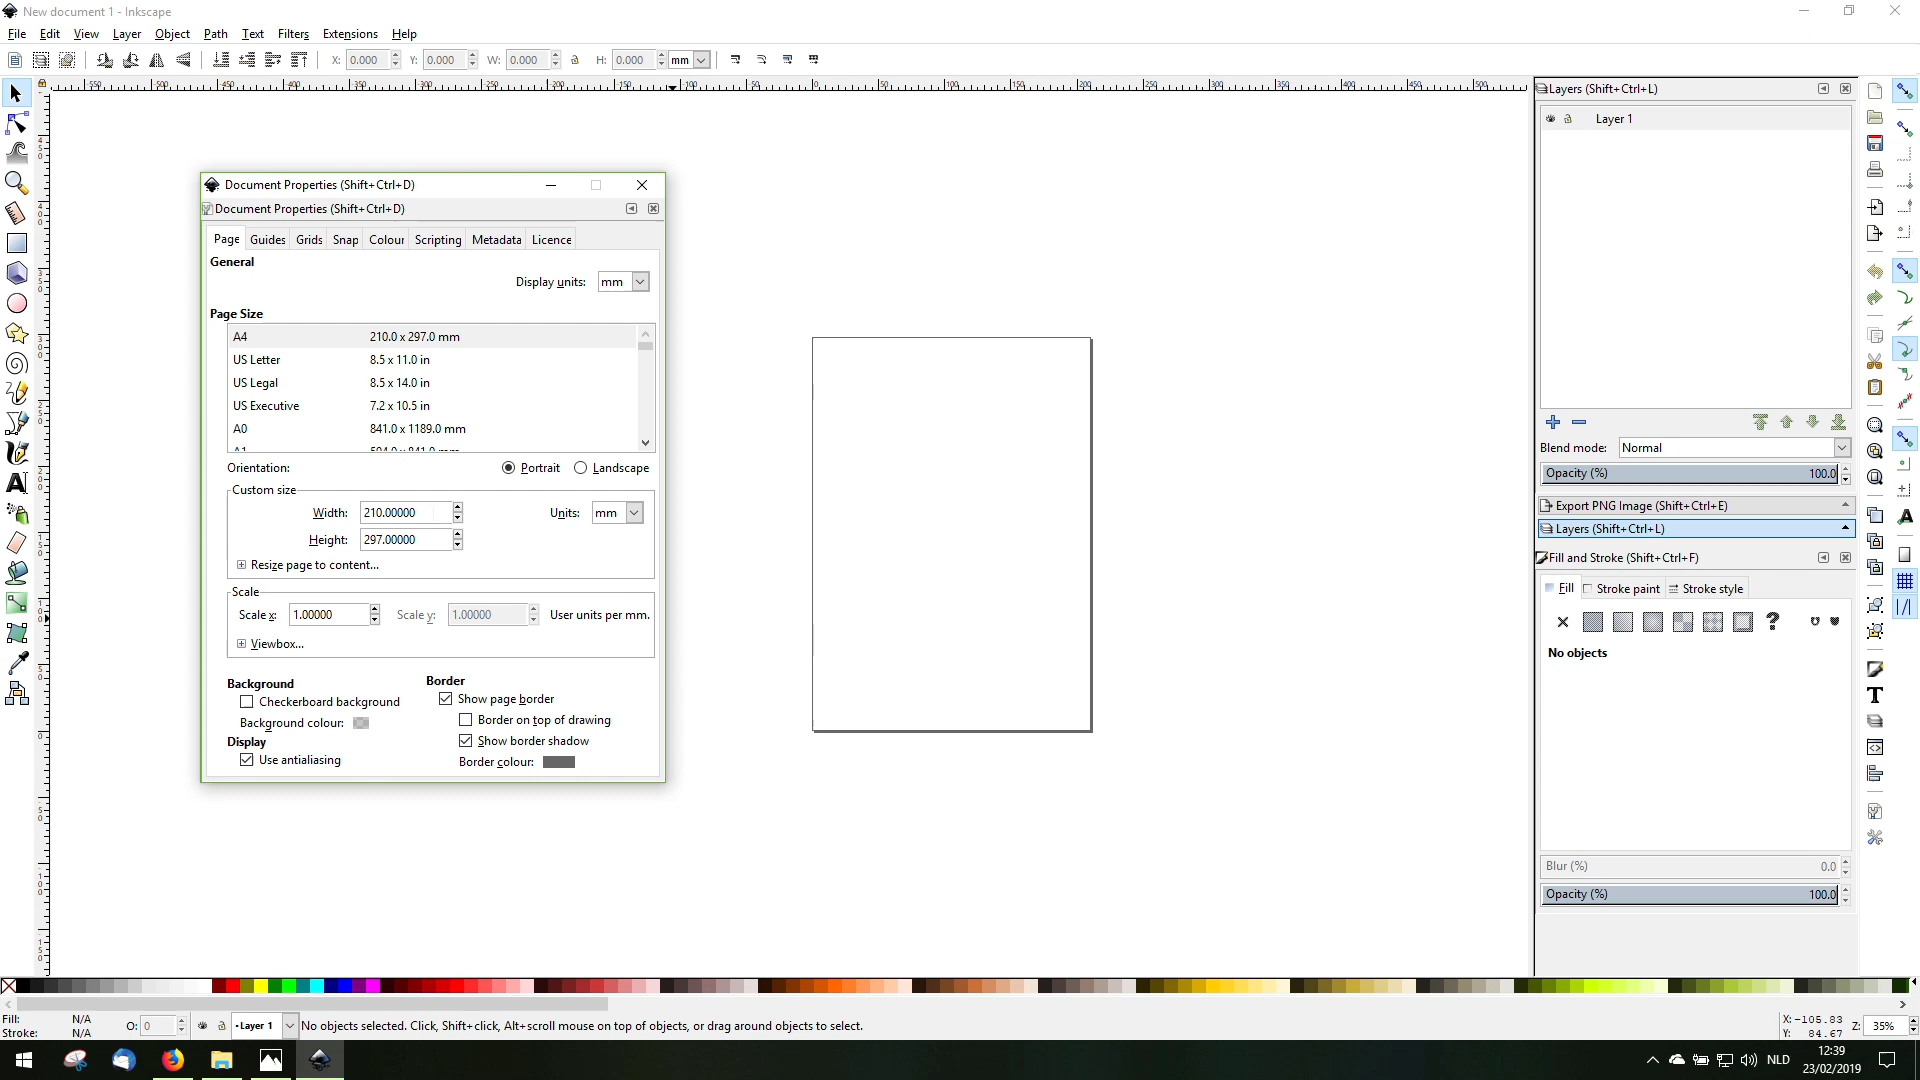 New document 1 - Inkscape
File Edit View Layer Object Path Text Filters Extensions Help
X: 0.000 Y: 0.000 W: 0.000 H: 0.000 mm
Document Properties (Shift+Ctrl+D)
Document Properties (Shift+Ctrl+D)
Page Guides Grids Snap Colour Scripting Metadata Licence
General
Display units: mm
Page Size
A4 210.0 x 297.0 mm
US Letter 8.5 x 11.0 in
US Legal 8.5 x 14.0 in
US Executive 7.2 x 10.5 in
A0 841.0 x 1189.0 mm
Orientation: Portrait Landscape
Custom size
Width: 210.00000 Units: mm
Height: 297.00000
Resize page to content...
Scale
Scale x: 1.00000 Scale y: 1.00000 User units per mm.
Viewbox...
Background
Checkerboard background
Background colour:
Display
Use antialiasing
Border
Show page border
Border on top of drawing
Show border shadow
Border colour:
Layers (Shift+Ctrl+L)
Layer 1
Blend mode: Normal
Opacity (%) 100.0
Export PNG Image (Shift+Ctrl+E)
Layers (Shift+Ctrl+L)
Fill and Stroke (Shift+Ctrl+F)
Fill Stroke paint Stroke style
No objects
Blur (%) 0.0
Opacity (%) 100.0
Fill: N/A
Stroke: N/A
O: 0
•Layer 1
No objects selected. Click, Shift+click, Alt+scroll mouse on top of objects, or drag around objects to select.
X: -105.83
Y: 84.67
Z: 35%
NLD
12:39
23/02/2019